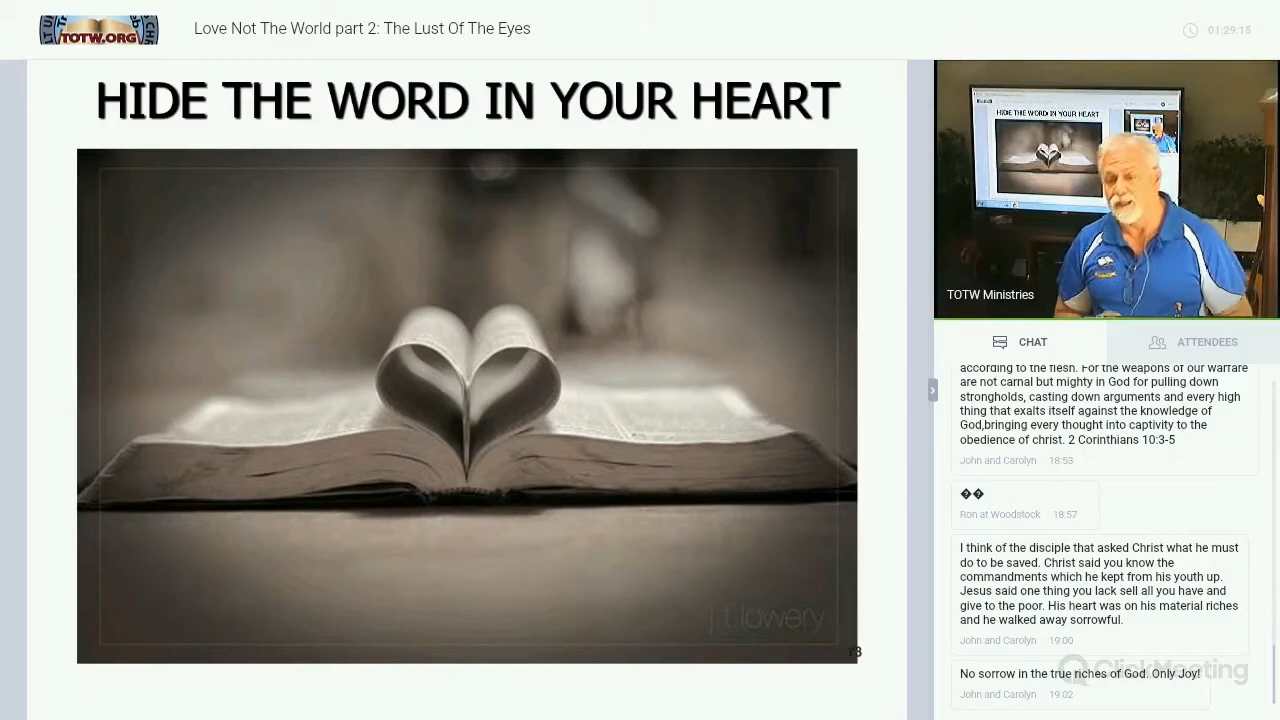 TOTW.ORG
Love Not The World part 2: The Lust Of The Eyes
01:29:15
HIDE THE WORD IN YOUR HEART
j.t.lowery
HIDE THE WORD IN YOUR HEART
TOTW Ministries
CHAT
ATTENDEES
according to the flesh. For the weapons of our warfare
are not carnal but mighty in God for pulling down
strongholds, casting down arguments and every high
thing that exalts itself against the knowledge of
God,bringing every thought into captivity to the
obedience of christ. 2 Corinthians 10:3-5
John and Carolyn 18:53
��
Ron at Woodstock 18:57
I think of the disciple that asked Christ what he must
do to be saved. Christ said you know the
commandments which he kept from his youth up.
Jesus said one thing you lack sell all you have and
give to the poor. His heart was on his material riches
and he walked away sorrowful.
John and Carolyn 19:00
No sorrow in the true riches of God. Only Joy!
John and Carolyn 19:02
ClickMeeting